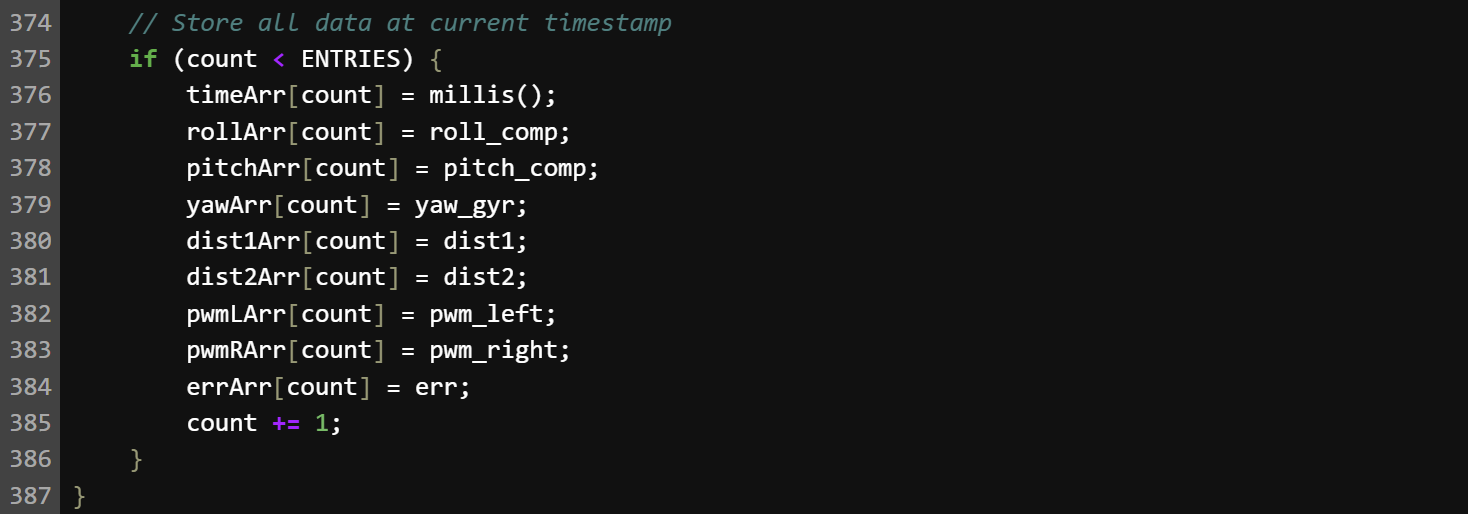 374     // Store all data at current timestamp
375     if (count < ENTRIES) {
376         timeArr[count] = millis();
377         rollArr[count] = roll_comp;
378         pitchArr[count] = pitch_comp;
379         yawArr[count] = yaw_gyr;
380         dist1Arr[count] = dist1;
381         dist2Arr[count] = dist2;
382         pwmLArr[count] = pwm_left;
383         pwmRArr[count] = pwm_right;
384         errArr[count] = err;
385         count += 1;
386     }
387 }